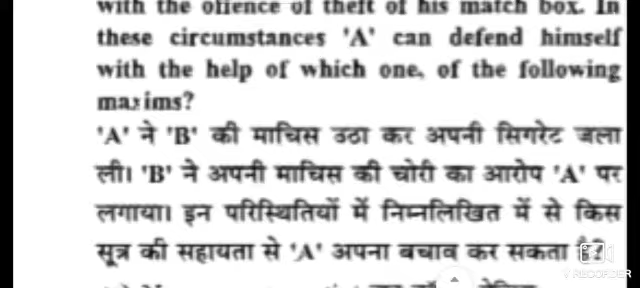 with the offence of theft of his match box. In
these circumstances 'A' can defend himself
with the help of which one, of the following
maxims?
'A' ने 'B' की माचिस उठा कर अपनी सिगरेट जला
ली। 'B' ने अपनी माचिस की चोरी का आरोप 'A' पर
लगाया। इन परिस्थितियों में निम्नलिखित में से किस
सूत्र की सहायता से 'A' अपना बचाव कर सकता है?
RECORDER